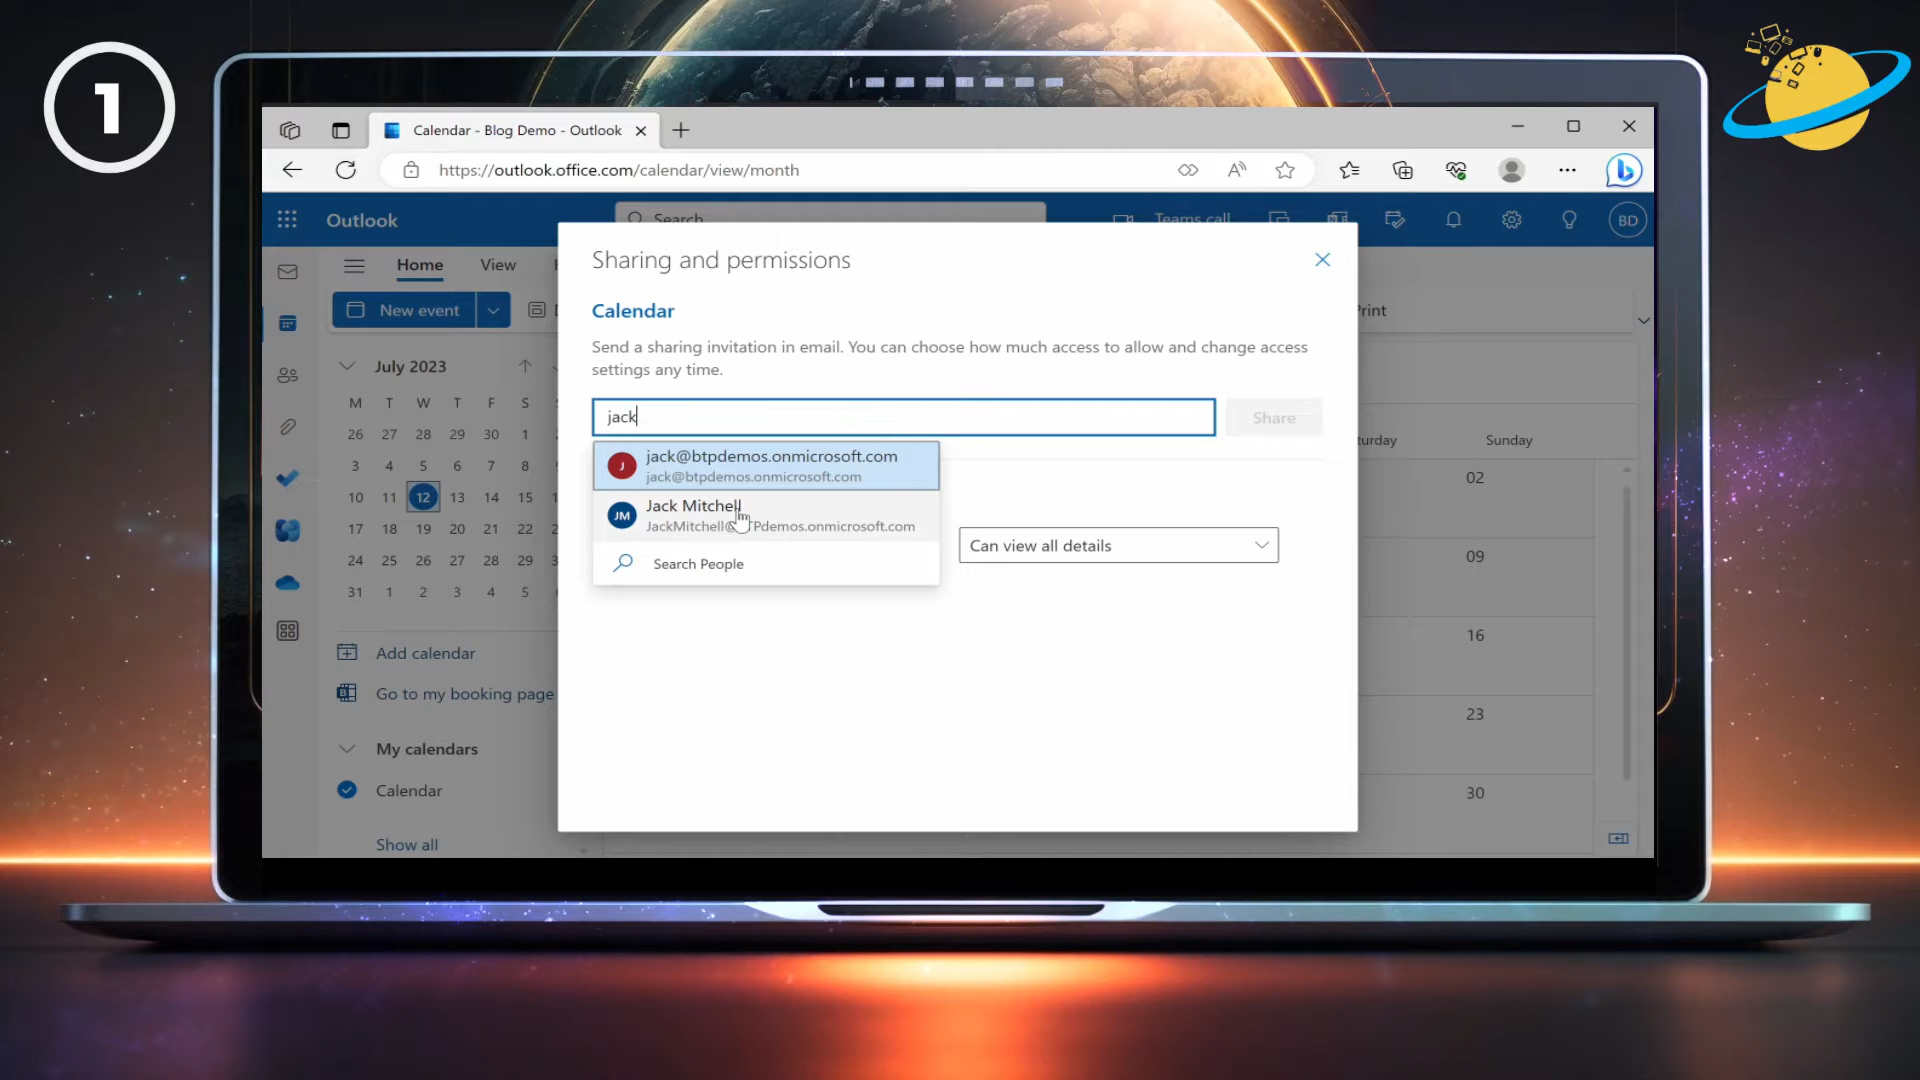 1
Calendar - Blog Demo - Outlook
https://outlook.office.com/calendar/view/month
Outlook
Search
Teams call
BD
Home
View
New event
Print
Sharing and permissions
Calendar
Send a sharing invitation in email. You can choose how much access to allow and change access
settings any time.
jack
Share
J
jack@btpdemos.onmicrosoft.com
jack@btpdemos.onmicrosoft.com
JM
Jack Mitchell
Search People
Can view all details
July 2023
M T W T F S
26 27 28 29 30 1
3 4 5 6 7 8
10 11 12 13 14 15
17 18 19 20 21 22
24 25 26 27 28 29
31 1 2 3 4 5
Add calendar
Go to my booking page
My calendars
Calendar
Show all
Sunday
02
09
16
23
30